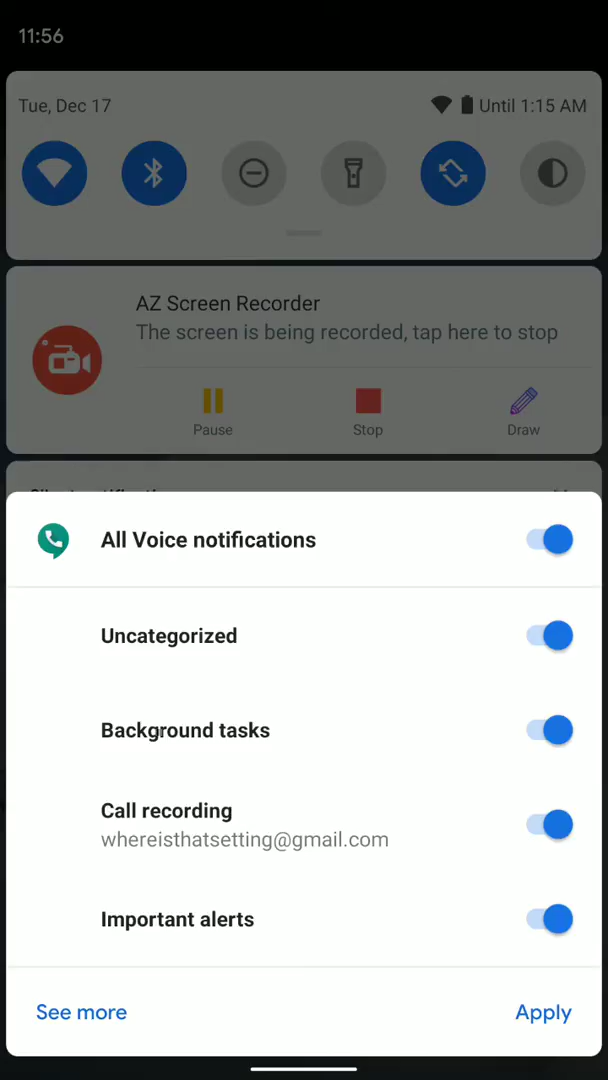 11:56
Tue, Dec 17
Until 1:15 AM
AZ Screen Recorder
The screen is being recorded, tap here to stop
Pause
Stop
Draw
All Voice notifications
Uncategorized
Background tasks
Call recording
whereisthatsetting@gmail.com
Important alerts
See more
Apply